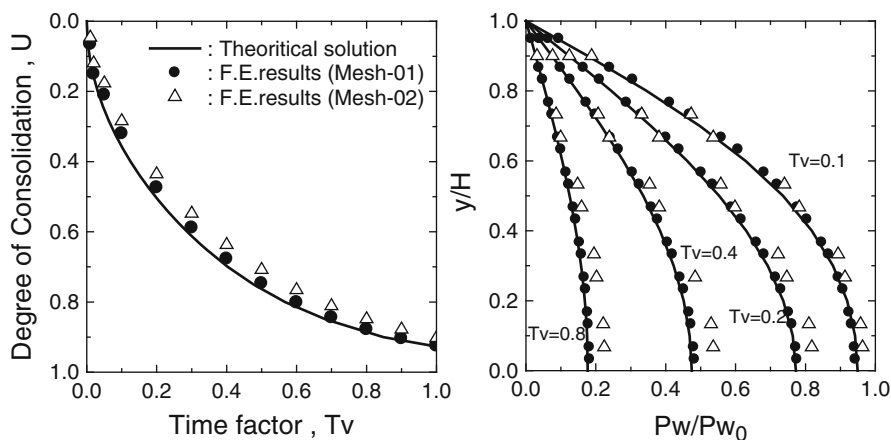 : Theoritical solution
: F.E.results (Mesh-01)
: F.E.results (Mesh-02)
Degree of Consolidation , U
0.0
0.2
0.4
0.6
0.8
1.0
0.0 0.2 0.4 0.6 0.8 1.0
Time factor , Tv
y/H
1.0
0.8
0.6
0.4
0.2
0.0
Tv=0.1
Tv=0.4
Tv=0.2
Tv=0.8
0.0 0.2 0.4 0.6 0.8 1.0
Pw/Pw0